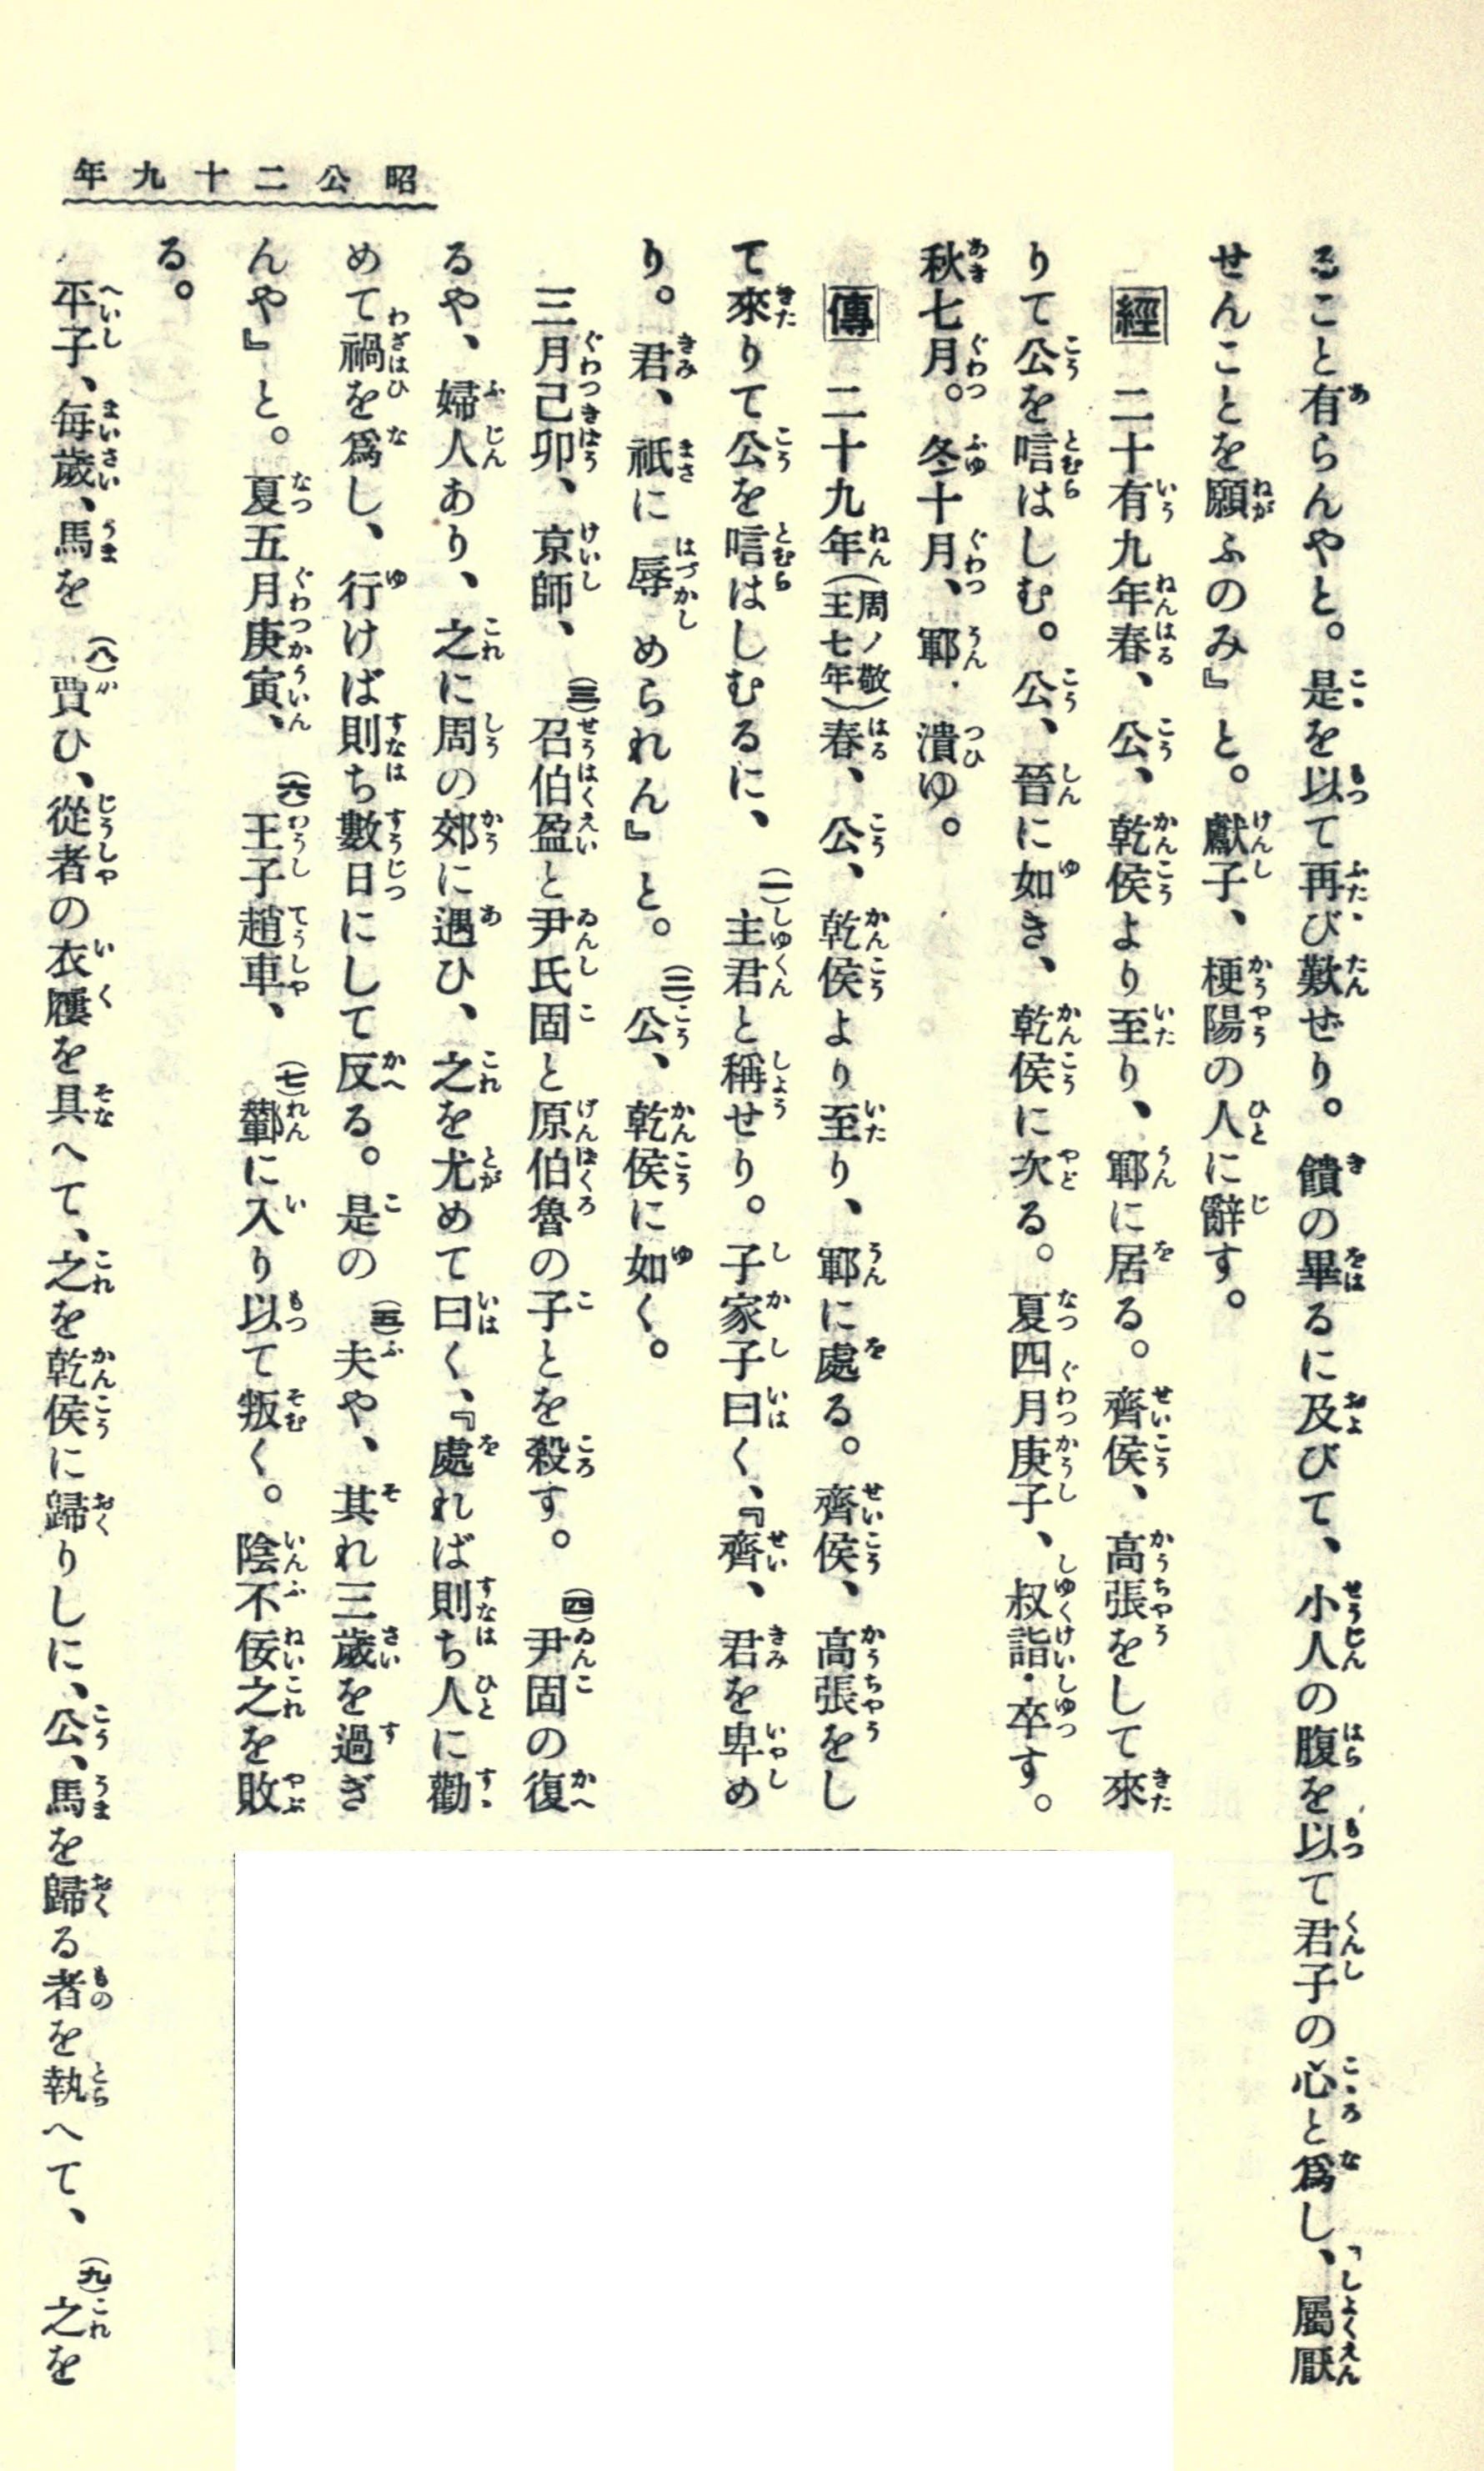 昭公二十九年
ること有らんやと。是を以て再び歎ぜり。饋の畢るに及びて、小人の腹を以て君子の心と爲し、屬厭
せんことを願ふのみ』と。獻子、梗陽の人に辭す。
經　二十有九年春、公、乾侯より至り、鄆に居る。齊侯、高張をして來
りて公を唁はしむ。公、晉に如き、乾侯に次る。夏四月庚子、叔詣・卒す。
秋七月。冬十月、鄆・潰ゆ。
傳　二十九年(周ノ敬王七年)春、公、乾侯より至り、鄆に處る。齊侯、高張をし
て來りて公を唁はしむるに、(一)主君と稱せり。子家子曰く、『齊、君を卑め
り。君、祇に辱められん』と。(二)公、乾侯に如く。
三月己卯、京師、(三)召伯盈と尹氏固と原伯魯の子とを殺す。(四)尹固の復
るや、婦人あり、之に周の郊に遇ひ、之を尤めて曰く、『處れば則ち人に勸
めて禍を爲し、行けば則ち數日にして反る。是の(五)夫や、其れ三歲を過ぎ
んや』と。夏五月庚寅、(六)王子趙車、(七)鄻に入り以て叛く。陰不佞之を敗
る。
平子、每歲、馬を(八)賈ひ、從者の衣屨を具へて、之を乾侯に歸りしに、公、馬を歸る者を執へて、(九)之を